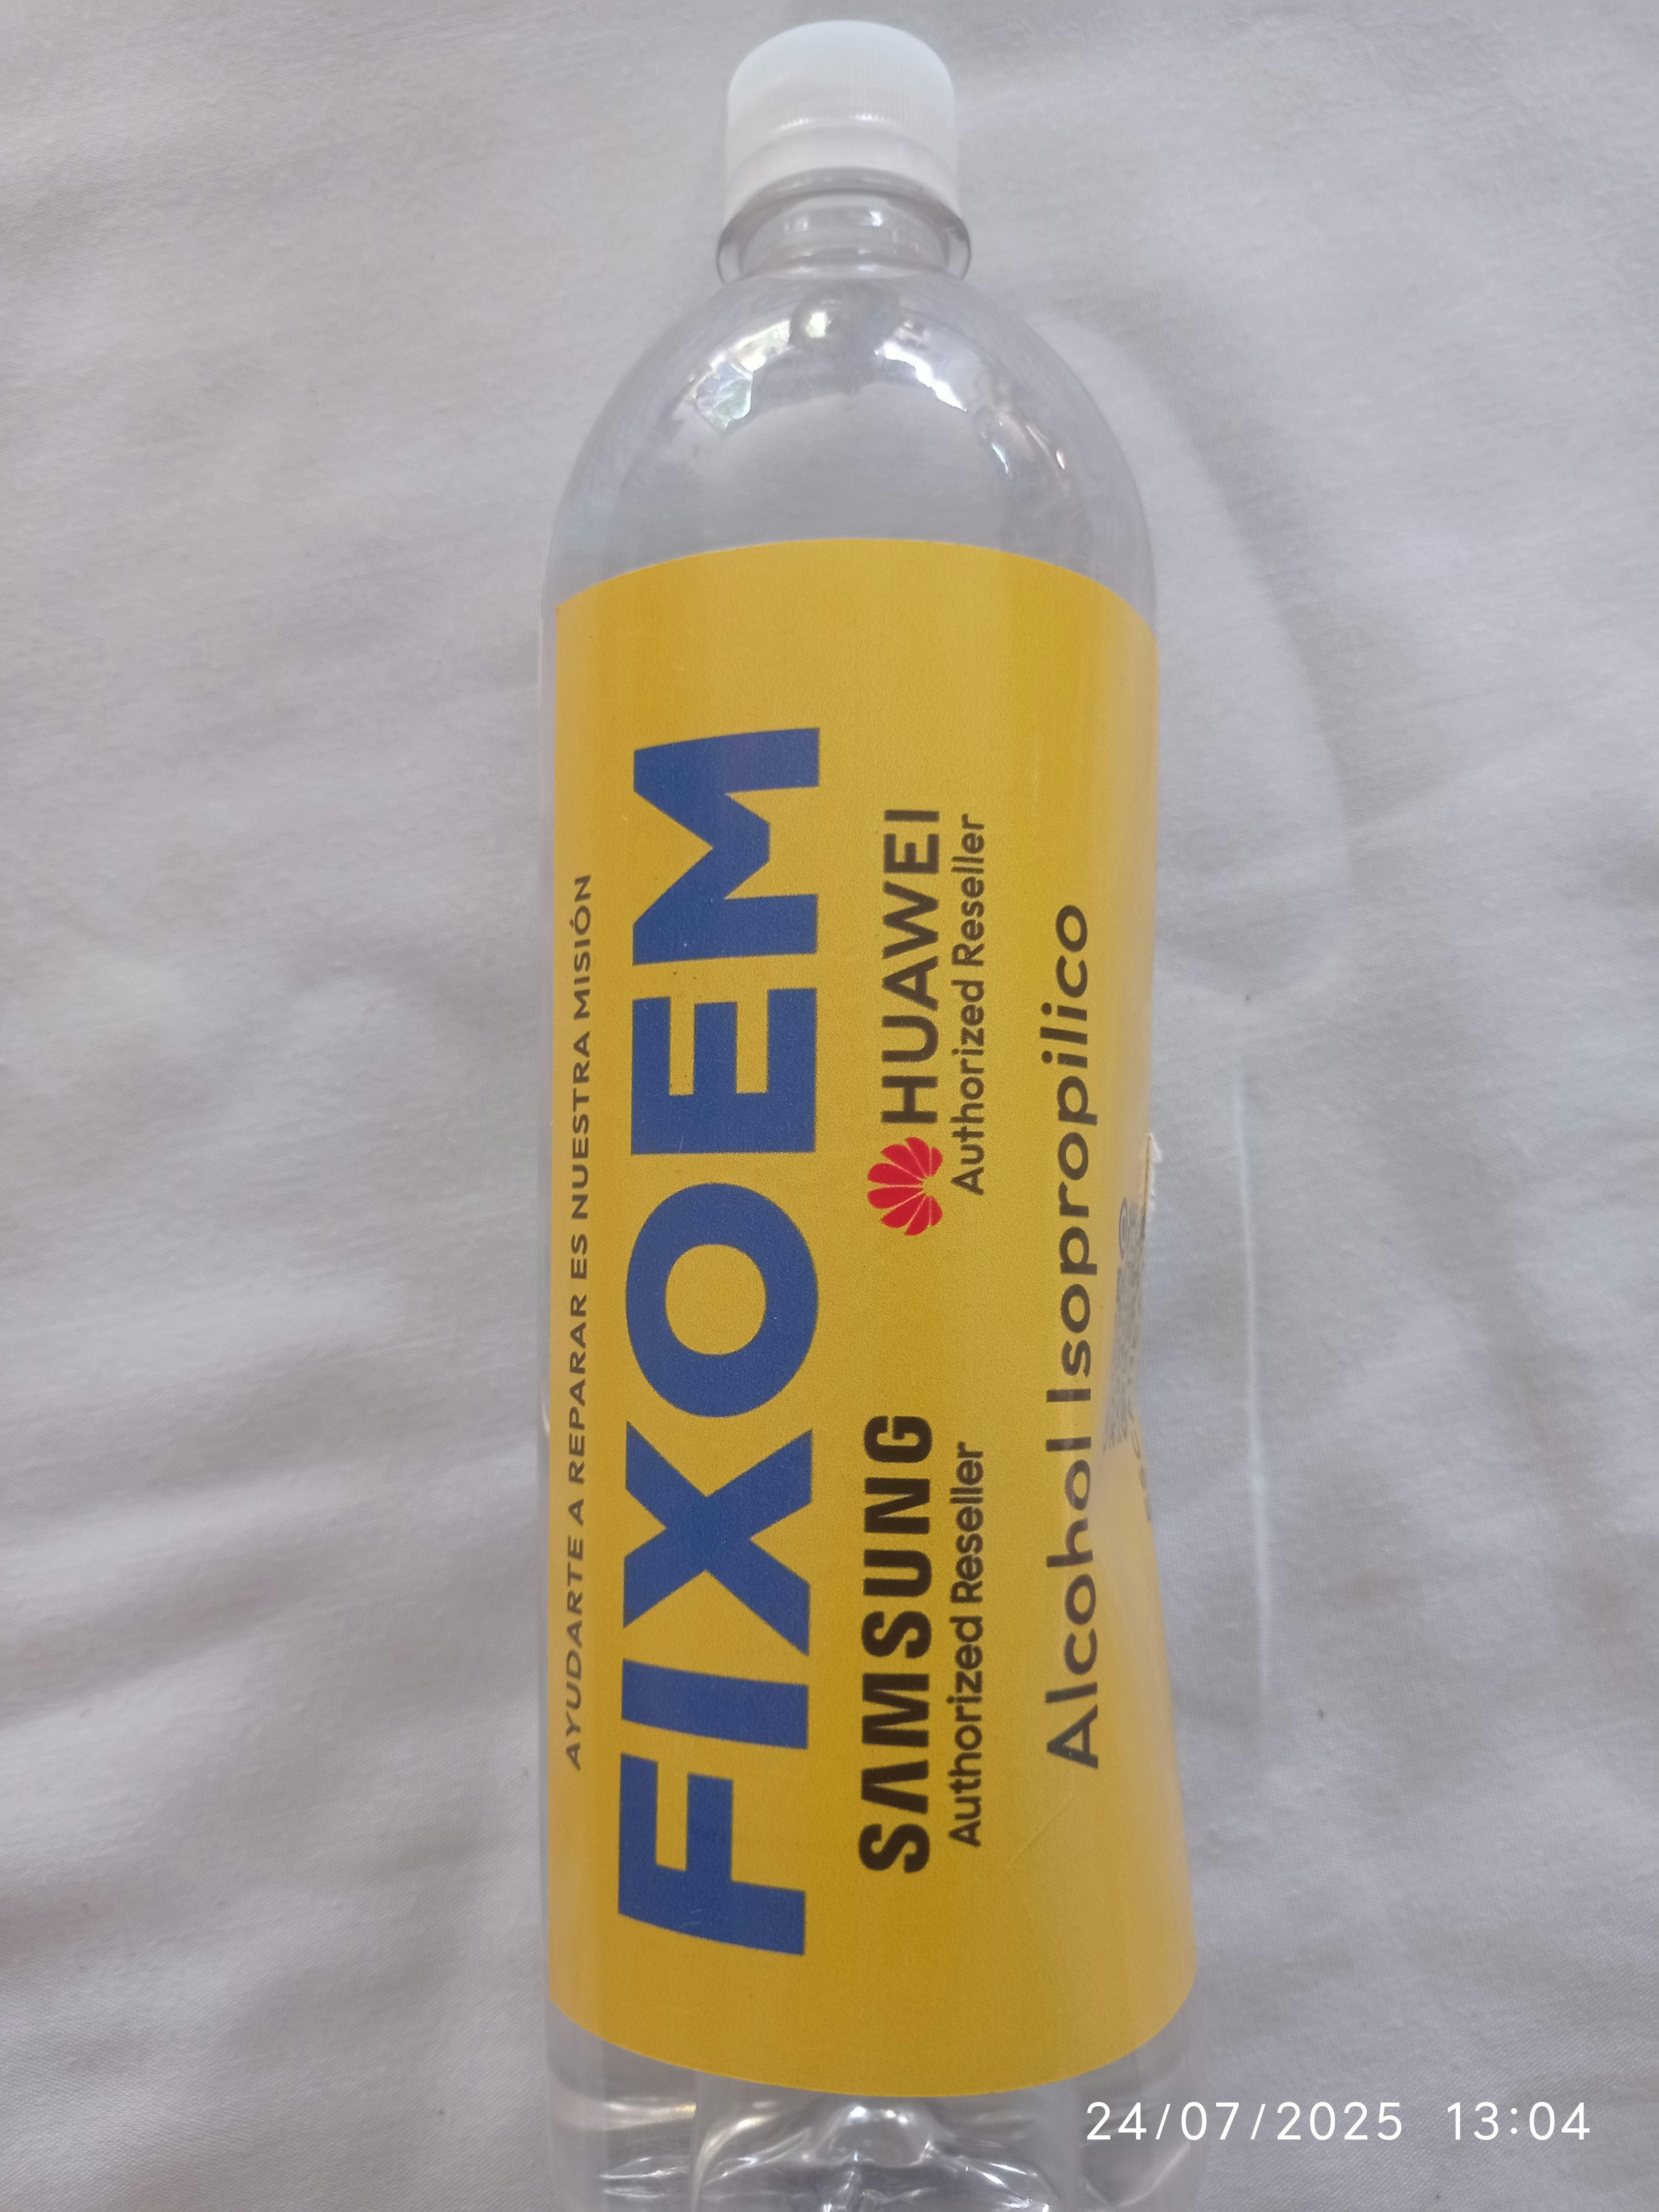 AYUDARTE A REPARAR ES NUESTRA MISIÓN
FIXOEM
SAMSUNG
Authorized Reseller
HUAWEI
Authorized Reseller
Alcohol Isopropilico
24/07/2025 13:04